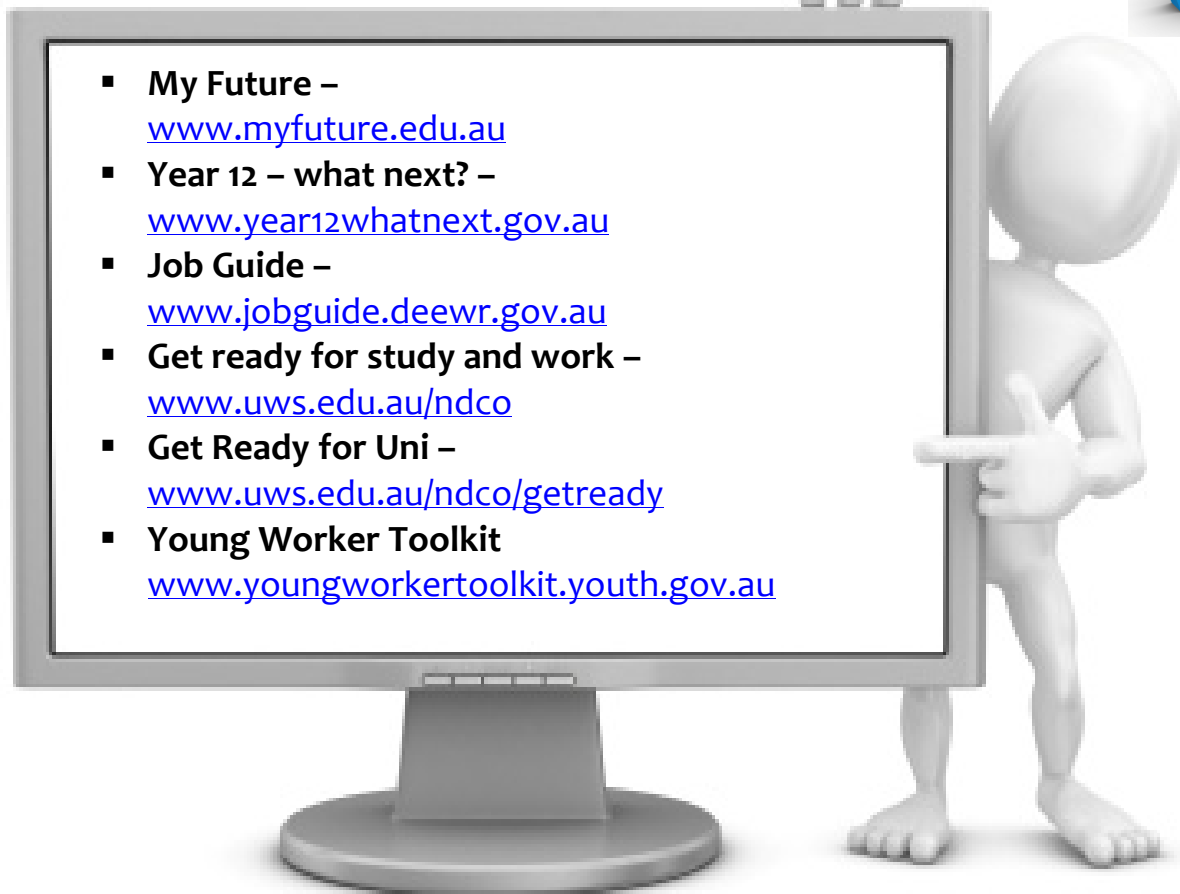 ▪ My Future –
www.myfuture.edu.au
▪ Year 12 – what next? –
www.year12whatnext.gov.au
▪ Job Guide –
www.jobguide.deewr.gov.au
▪ Get ready for study and work –
www.uws.edu.au/ndco
▪ Get Ready for Uni –
www.uws.edu.au/ndco/getready
▪ Young Worker Toolkit
www.youngworkertoolkit.youth.gov.au